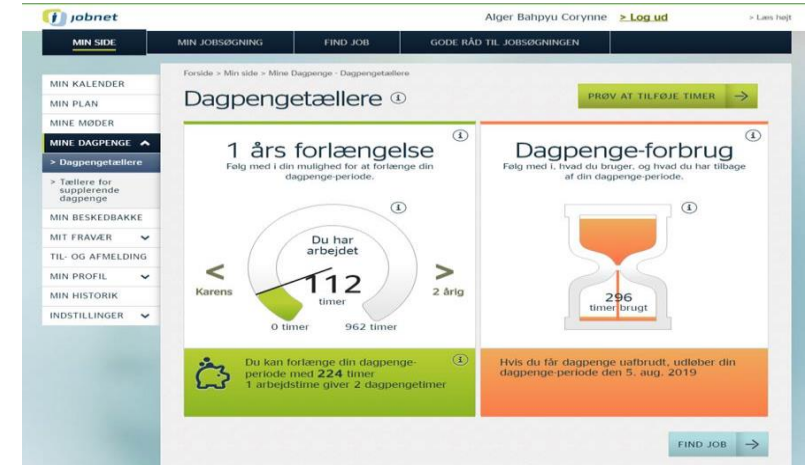 jobnet
Alger Bahpyu Corynne > Log ud > Læs højt
MIN SIDE MIN JOBSØGNING FIND JOB GODE RÅD TIL JOBSØGNINGEN
Forside > Min side > Mine Dagpenge - Dagpengetællere
MIN KALENDER
MIN PLAN
MINE MØDER
MINE DAGPENGE
> Dagpengetællere
> Tællere for
supplerende
dagpenge
MIN BESKEDBAKKE
MIT FRAVÆR
TIL- OG AFMELDING
MIN PROFIL
MIN HISTORIK
INDSTILLINGER
Dagpengetællere
PRØV AT TILFØJE TIMER
1 års forlængelse
Følg med i din mulighed for at forlænge din
dagpenge-periode.
Du har
arbejdet
112
timer
< Karens
> 2 årig
0 timer 962 timer
Du kan forlænge din dagpenge-
periode med 224 timer
1 arbejdstime giver 2 dagpengetimer
Dagpenge-forbrug
Følg med i, hvad du bruger, og hvad du har tilbage
af din dagpenge-periode.
296
timer brugt
Hvis du får dagpenge uafbrudt, udløber din
dagpenge-periode den 5. aug. 2019
FIND JOB